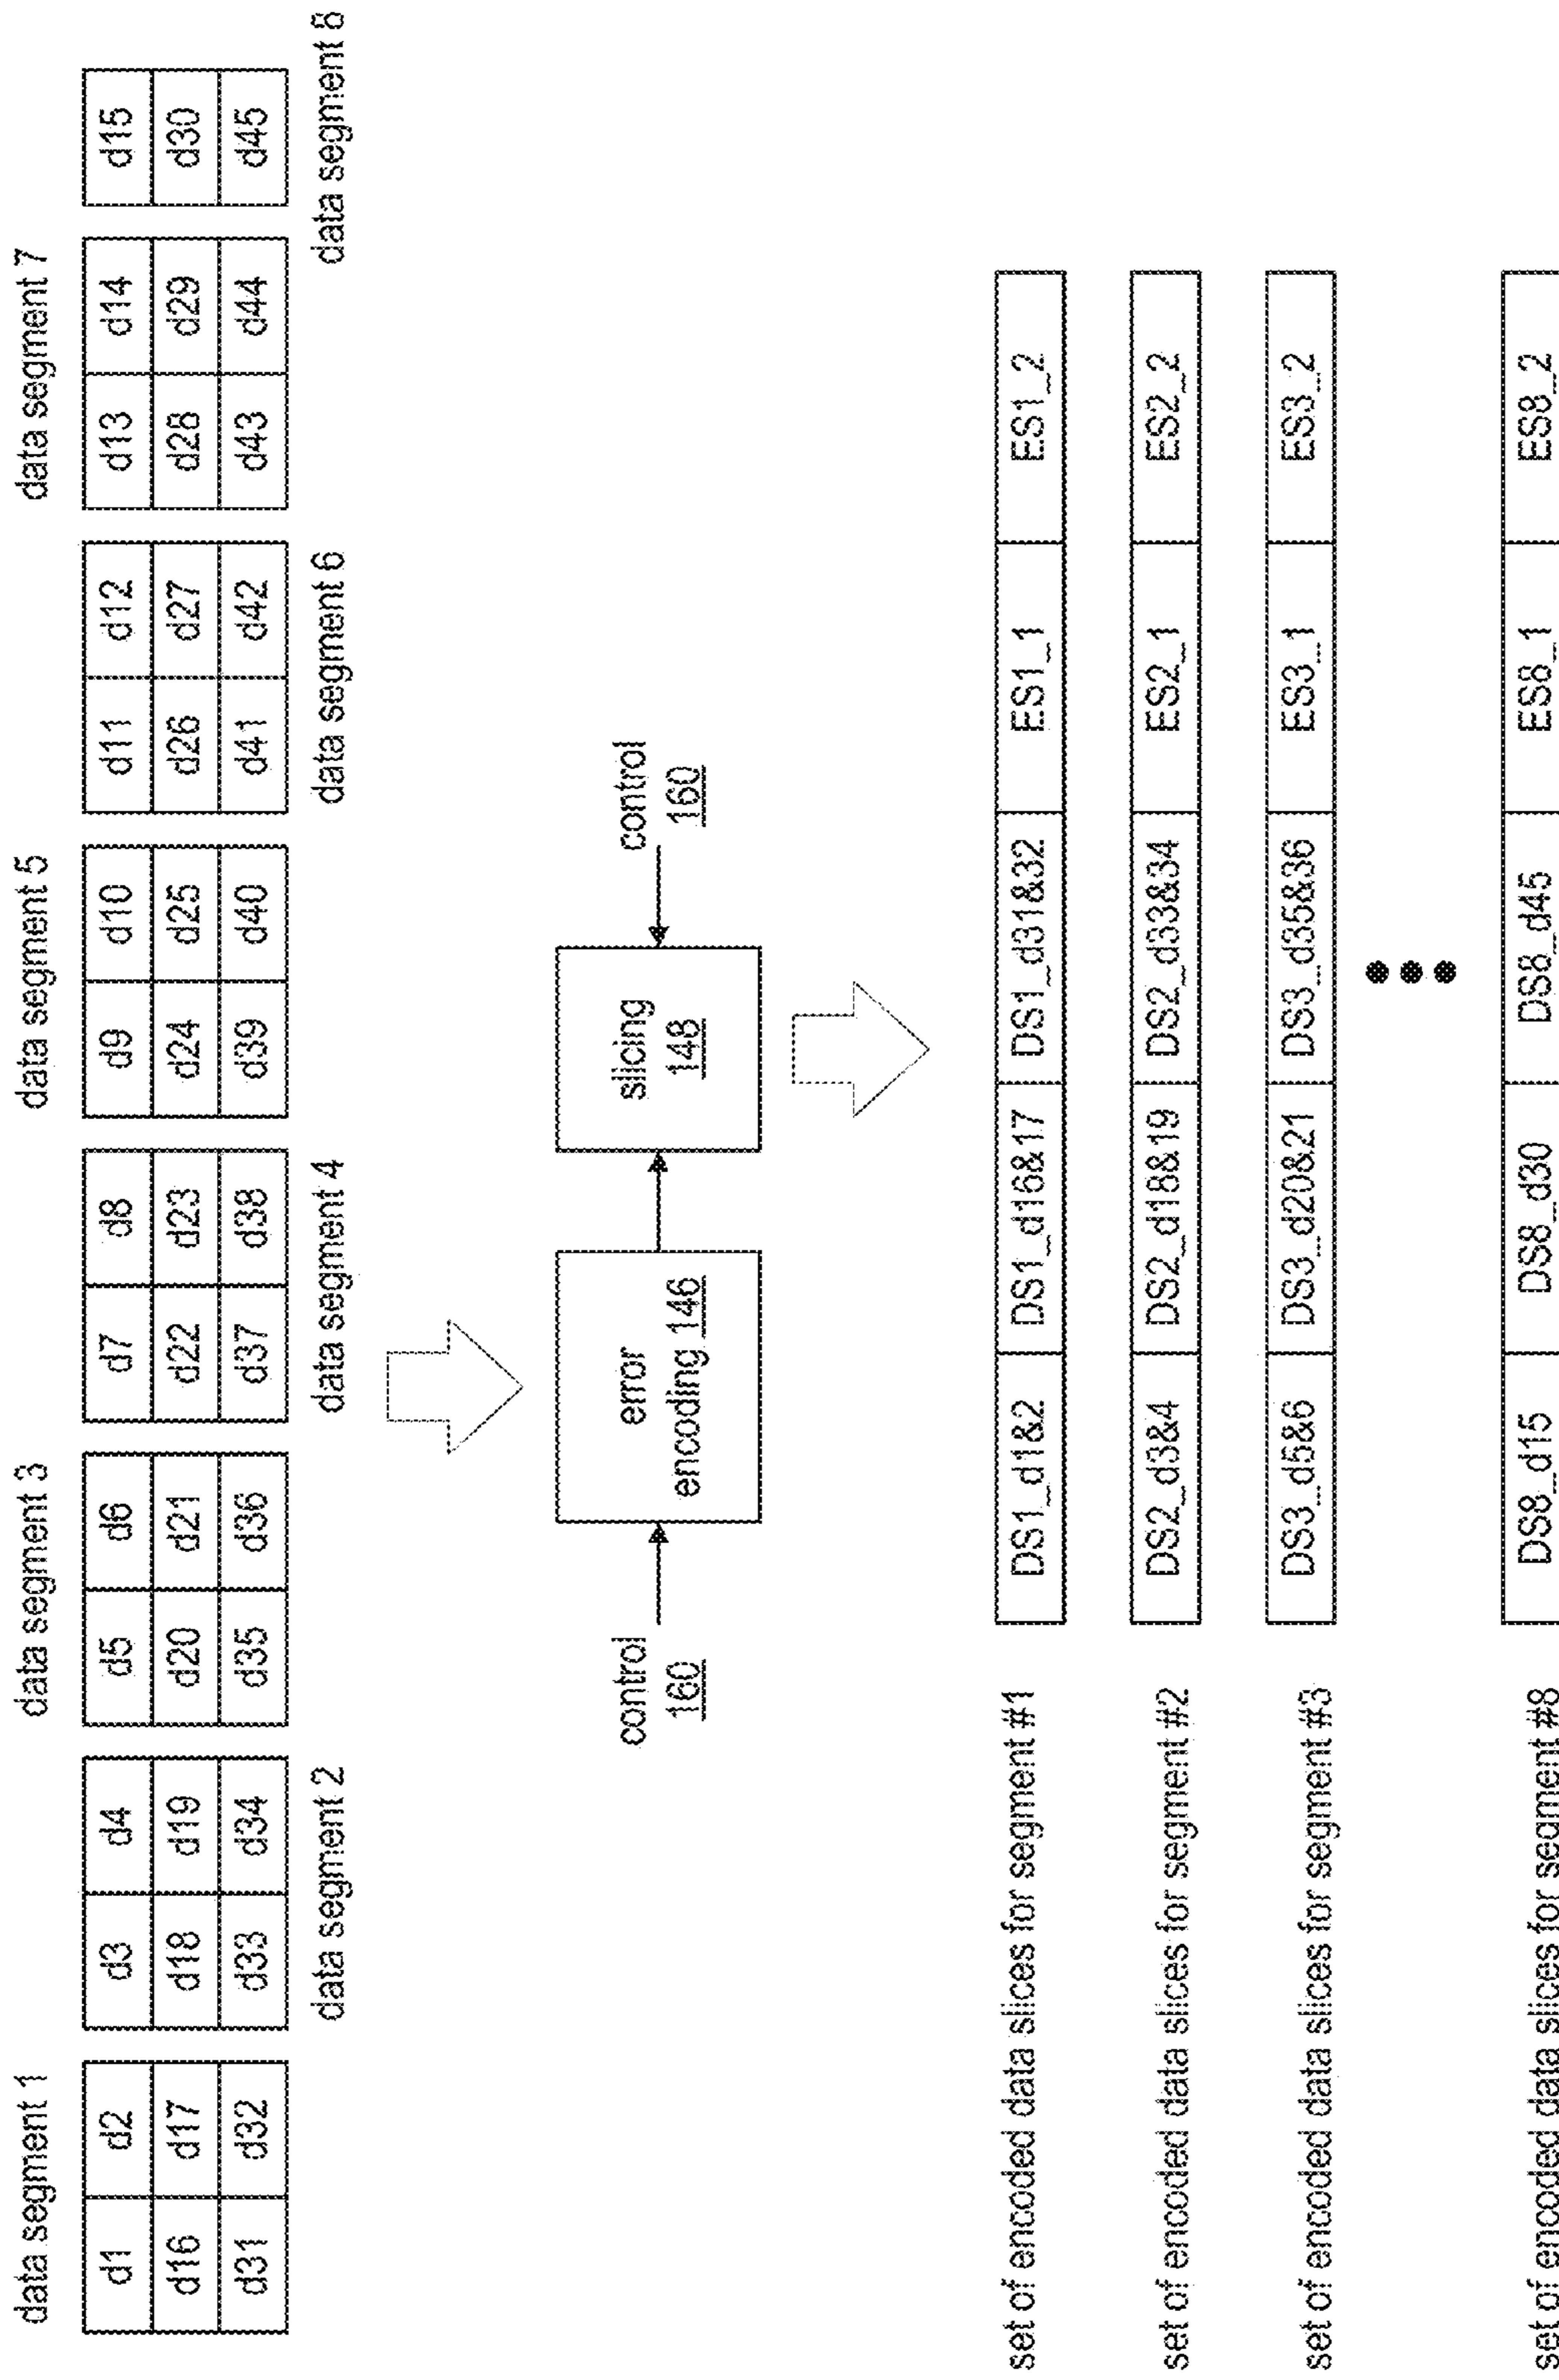 data segment 1 data segment 3 data segment 5 data segment 7
d1 d2 d3 d4 d5 d6 d7 d8 d9 d10 d11 d12 d13 d14 d15
d16 d17 d18 d19 d20 d21 d22 d23 d24 d25 d26 d27 d28 d29 d30
d31 d32 d33 d34 d35 d36 d37 d38 d39 d40 d41 d42 d43 d44 d45
data segment 2 data segment 4 data segment 6 data segment 8
control
160
error
encoding 146
slicing
148
control
160
set of encoded data slices for segment #1 DS1_d1&2 DS1_d16&17 DS1_d31&32 ES1_1 ES1_2
set of encoded data slices for segment #2 DS2_d3&4 DS2_d18&19 DS2_d33&34 ES2_1 ES2_2
set of encoded data slices for segment #3 DS3_d5&6 DS3_d20&21 DS3_d35&36 ES3_1 ES3_2
set of encoded data slices for segment #8 DS8_d15 DS8_d30 DS8_d45 ES8_1 ES8_2